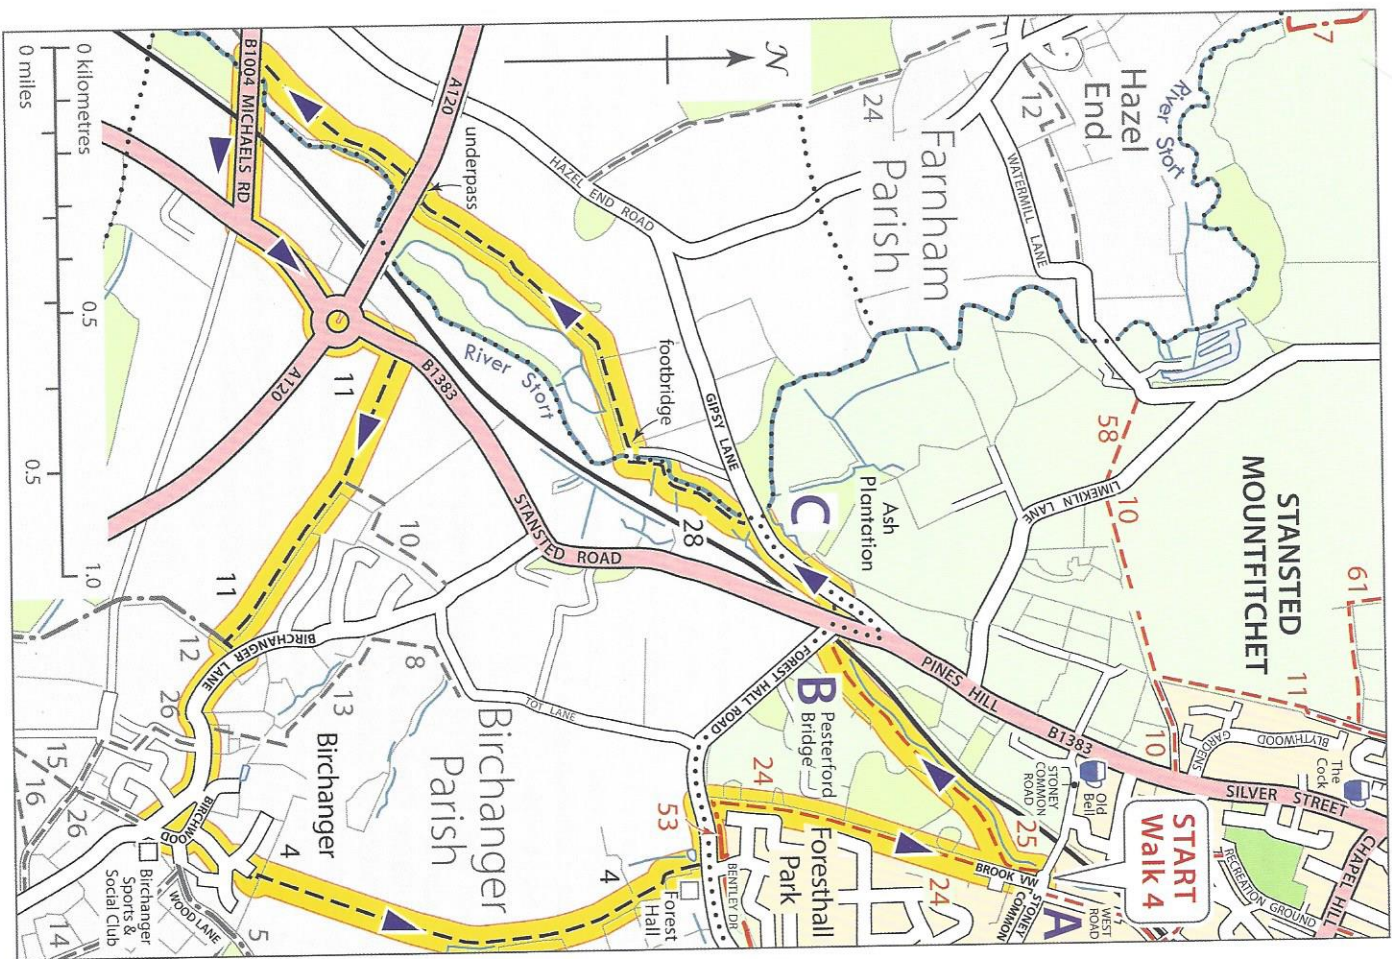 7
Hazel
End
River Stort
12
24
Farnham
Parish
WATERMILL LANE
N
HAZEL END ROAD
A120
underpass
B1004 MICHAELS RD
0 kilometres
0 miles
0.5
0.5
1.0
A120
11
B1383
River Stort
footbridge
GIPSY LANE
C
Ash
Plantation
28
STANSTED ROAD
LIMEKILN LANE
58
10
10
STANSTED
MOUNTFITCHET
61
11
BLYTHWOOD
GARDENS
The
Cock
SILVER STREET
CHAPEL HILL
RECREATION GROUND
START
Walk 4
Old
Bell
STONEY
COMMON
ROAD
B1383
PINES HILL
FOREST HALL ROAD
B
Pesterford
Bridge
25
BROOK VW
STONEY
COMMON
WEST
ROAD
A
24
24
Foresthall
Park
53
BENTLEY DR
Forest
Hall
4
TOT LANE
Birchanger
Parish
8
10
13
Birchanger
11
12
BIRCHANGER LANE
26
15
16
26
BIRCHWOOD
4
Birchanger
Sports &
Social Club
WOOD LANE
5
14